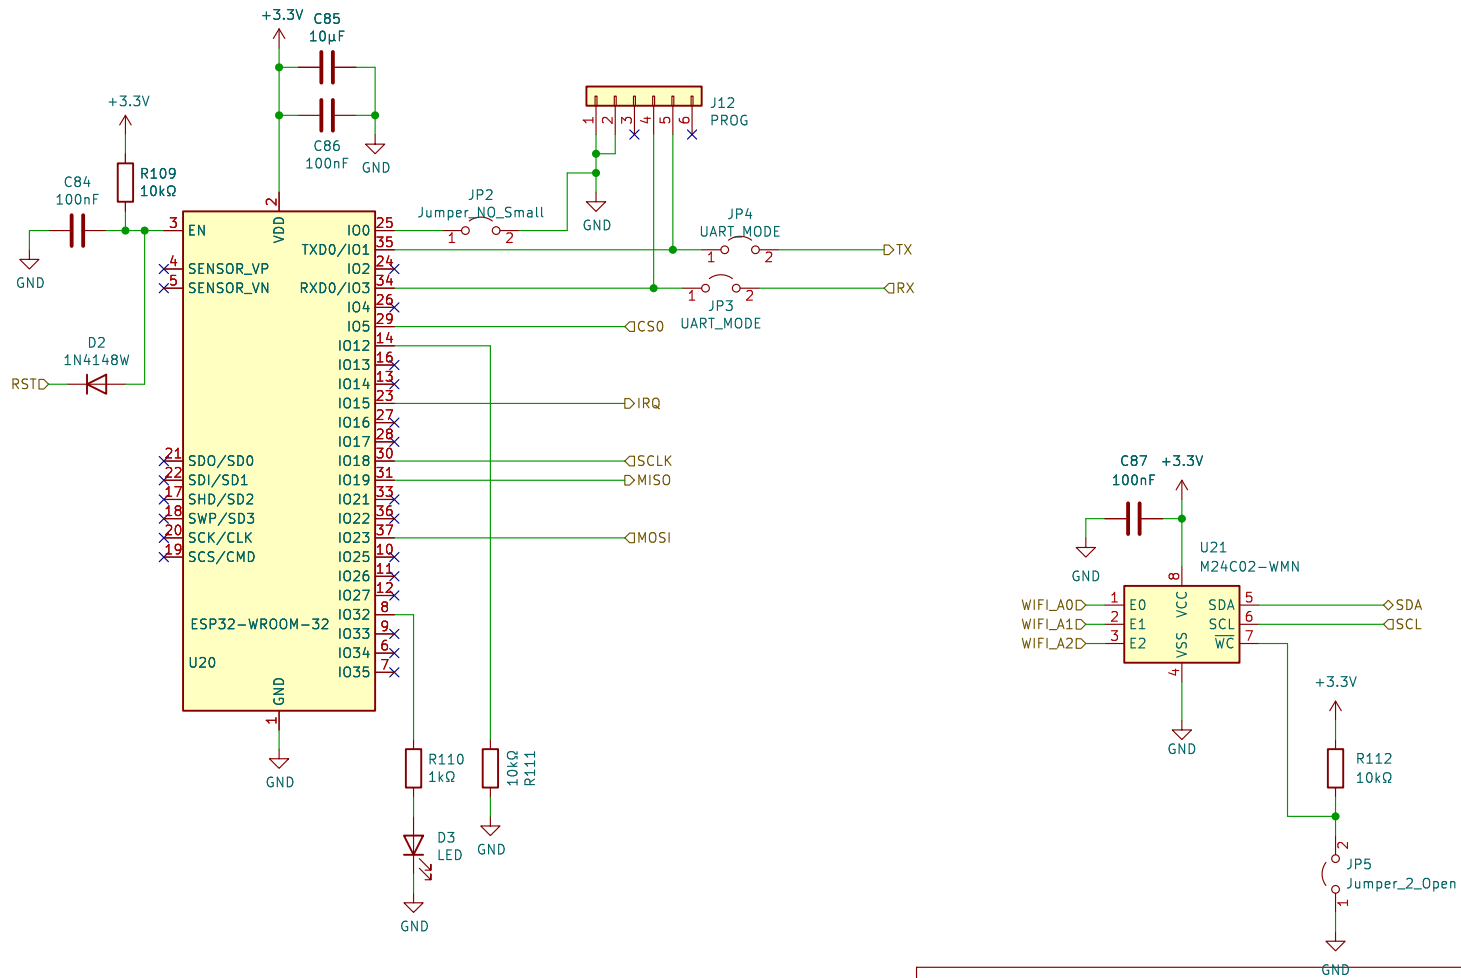 +3.3V
C85
10µF
C86
100nF
GND
+3.3V
R109
10kΩ
C84
100nF
GND
J12
PROG
1
2
3
4
5
6
GND
JP2
Jumper_NO_Small
1
2
JP4
UART_MODE
1
2
TX
1
2
RX
JP3
UART_MODE
D2
1N4148W
RST
2
VDD
3
EN
4
SENSOR_VP
5
SENSOR_VN
21
SDO/SD0
22
SDI/SD1
17
SHD/SD2
18
SWP/SD3
20
SCK/CLK
19
SCS/CMD
IO0
25
TXD0/IO1
35
IO2
24
RXD0/IO3
34
IO4
26
IO5
29
CS0
IO12
14
IO13
16
IO14
13
IO15
23
IRQ
IO16
27
IO17
28
IO18
30
SCLK
IO19
31
MISO
IO21
33
IO22
36
IO23
37
MOSI
IO25
10
IO26
11
IO27
12
IO32
8
IO33
9
IO34
6
IO35
7
ESP32-WROOM-32
U20
GND
1
GND
R110
1kΩ
10kΩ
R111
GND
D3
LED
GND
C87
100nF
+3.3V
GND
U21
M24C02-WMN
8
VCC
WIFI_A0
1
E0
WIFI_A1
2
E1
WIFI_A2
3
E2
SDA
5
SDA
SCL
6
SCL
WC
7
VSS
4
GND
+3.3V
R112
10kΩ
2
JP5
Jumper_2_Open
1
GND